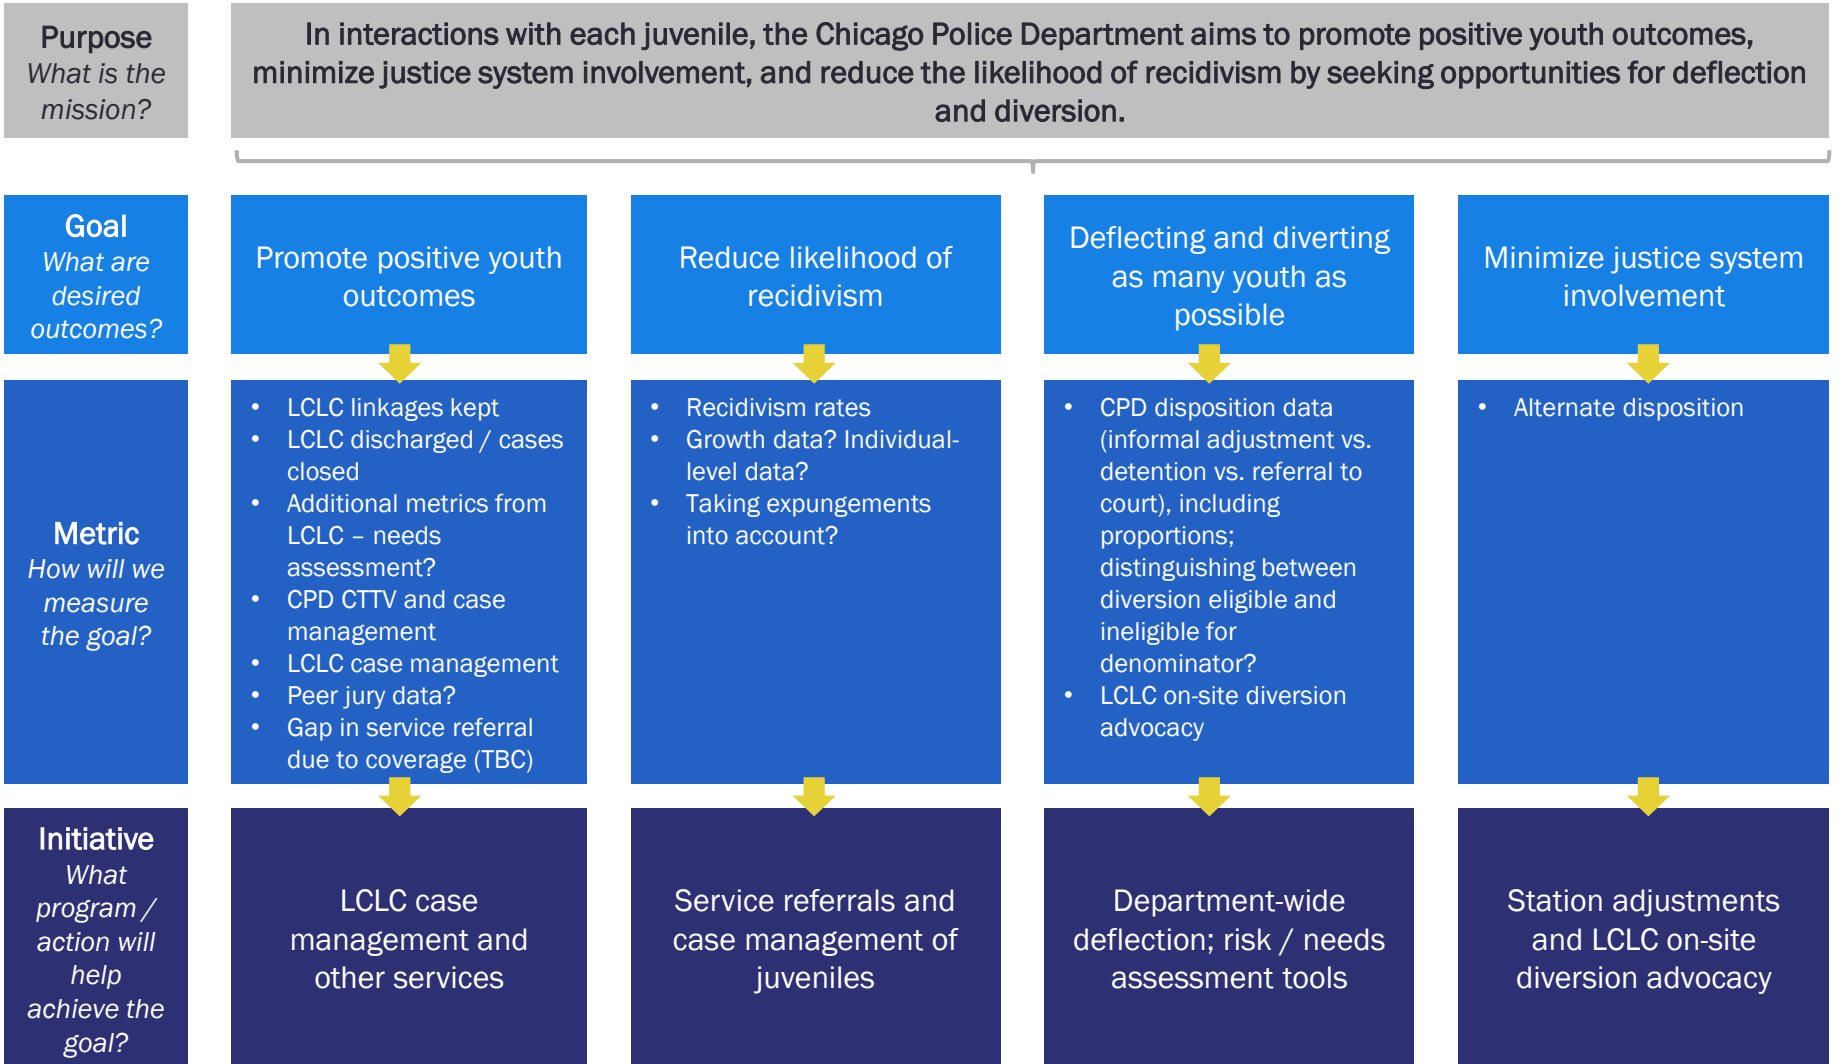 Purpose
What is the
mission?
In interactions with each juvenile, the Chicago Police Department aims to promote positive youth outcomes,
minimize justice system involvement, and reduce the likelihood of recidivism by seeking opportunities for deflection
and diversion.
Goal
What are
desired
outcomes?
Promote positive youth
outcomes
Reduce likelihood of
recidivism
Deflecting and diverting
as many youth as
possible
Minimize justice system
involvement
Metric
How will we
measure
the goal?
• LCLC linkages kept
• LCLC discharged / cases
closed
• Additional metrics from
LCLC – needs
assessment?
• CPD CTTV and case
management
• LCLC case management
• Peer jury data?
• Gap in service referral
due to coverage (TBC)
• Recidivism rates
• Growth data? Individual-
level data?
• Taking expungements
into account?
• CPD disposition data
(informal adjustment vs.
detention vs. referral to
court), including
proportions;
distinguishing between
diversion eligible and
ineligible for
denominator?
• LCLC on-site diversion
advocacy
• Alternate disposition
Initiative
What
program /
action will
help
achieve the
goal?
LCLC case
management and
other services
Service referrals and
case management of
juveniles
Department-wide
deflection; risk / needs
assessment tools
Station adjustments
and LCLC on-site
diversion advocacy